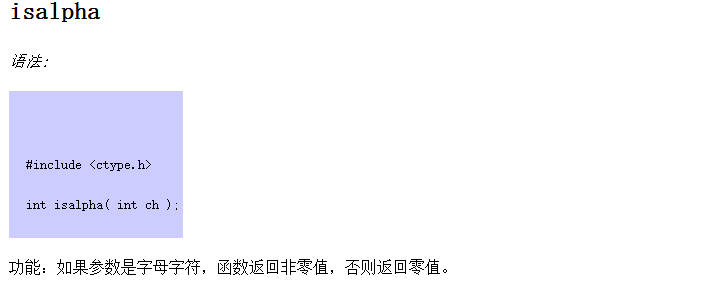 isalpha
语法:
#include <ctype.h>
int isalpha( int ch );
功能：如果参数是字母字符，函数返回非零值，否则返回零值。